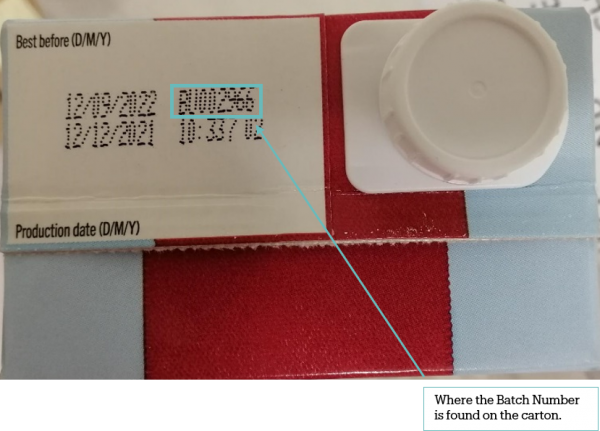 Best before (D/M/Y)
12/09/2022 BU002966
12/12/2021 10:33/ 02
Production date (D/M/Y)
Where the Batch Number
is found on the carton.